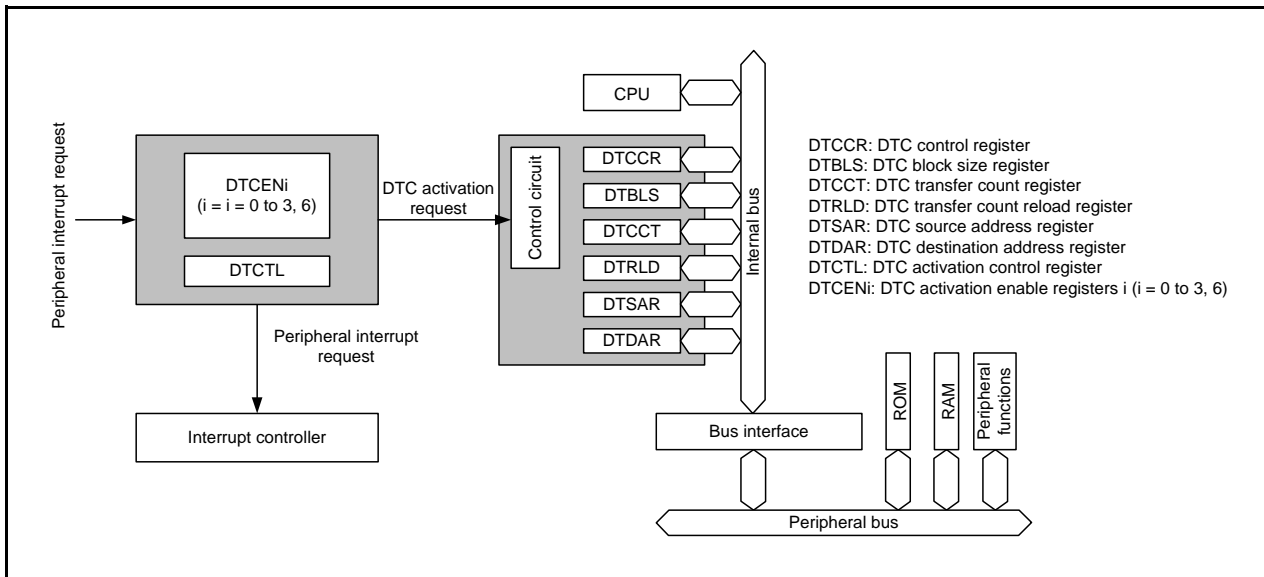 Peripheral interrupt request
DTCENi
(i = i = 0 to 3, 6)
DTCTL
DTC activation
request
Peripheral interrupt
request
Interrupt controller
CPU
Control circuit
DTCCR
DTBLS
DTCCT
DTRLD
DTSAR
DTDAR
Internal bus
DTCCR: DTC control register
DTBLS: DTC block size register
DTCCT: DTC transfer count register
DTRLD: DTC transfer count reload register
DTSAR: DTC source address register
DTDAR: DTC destination address register
DTCTL: DTC activation control register
DTCENi: DTC activation enable registers i (i = 0 to 3, 6)
Bus interface
ROM
RAM
Peripheral
functions
Peripheral bus